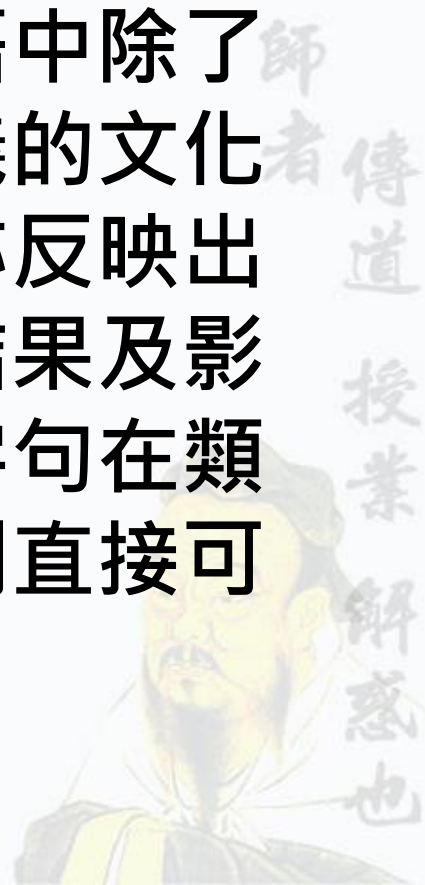 中除了
的文化
反映出
果及影
句在類
直接可
師者
傳道授業解惑也